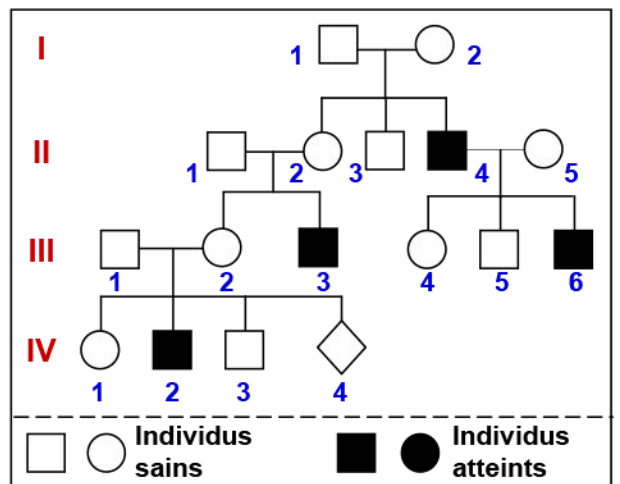 I
1 2
II
1 2 3 4 5
III
1 2 3 4 5 6
IV
1 2 3 4
Individus sains
Individus atteints